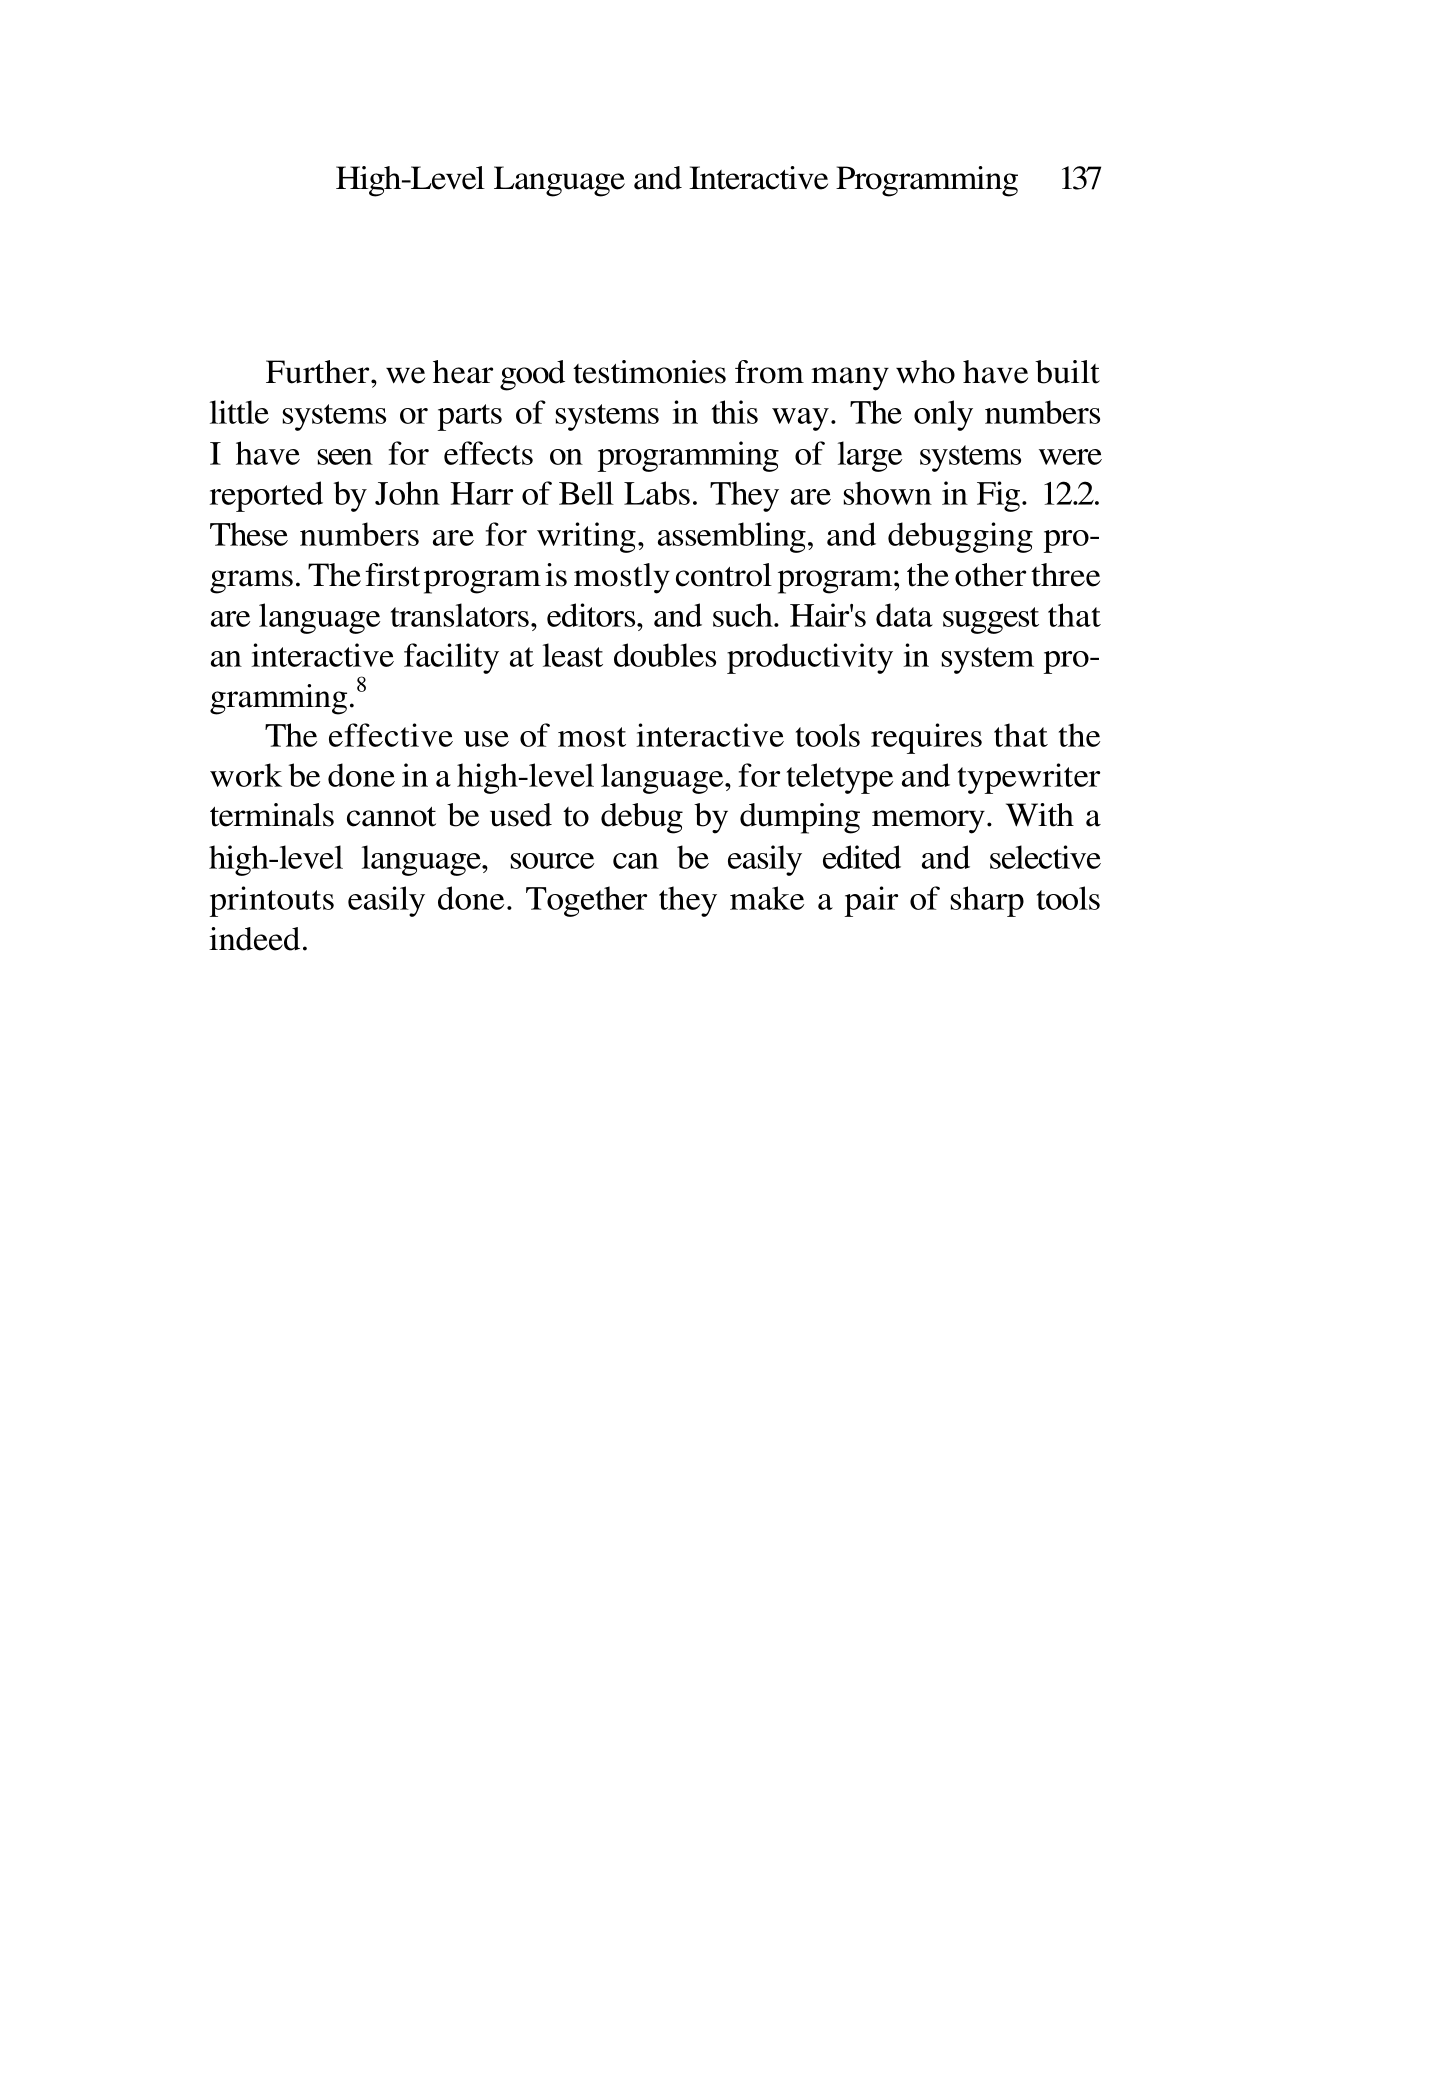 High-Level Language and Interactive Programming 137
Further, we hear good testimonies from many who have built
little systems or parts of systems in this way. The only numbers
I have seen for effects on programming of large systems were
reported by John Harr of Bell Labs. They are shown in Fig. 12.2.
These numbers are for writing, assembling, and debugging pro-
grams. The first program is mostly control program; the other three
are language translators, editors, and such. Hair's data suggest that
an interactive facility at least doubles productivity in system pro-
gramming.8
The effective use of most interactive tools requires that the
work be done in a high-level language, for teletype and typewriter
terminals cannot be used to debug by dumping memory. With a
high-level language, source can be easily edited and selective
printouts easily done. Together they make a pair of sharp tools
indeed.